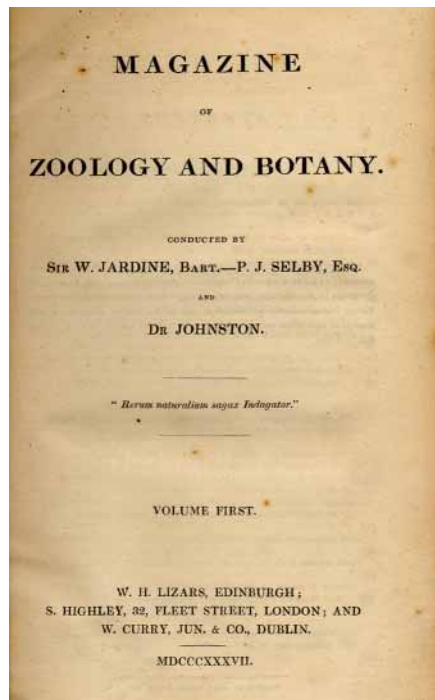 MAGAZINE
OF
ZOOLOGY AND BOTANY.
CONDUCTED BY
SIR W. JARDINE, BART.—P. J. SELBY, ESQ.
AND
DR JOHNSTON.
“ Rerum naturalium sagax Indagator.”
VOLUME FIRST.
W. H. LIZARS, EDINBURGH;
S. HIGHLEY, 32, FLEET STREET, LONDON; AND
W. CURRY, JUN. & CO., DUBLIN.
MDCCCXXXVII.